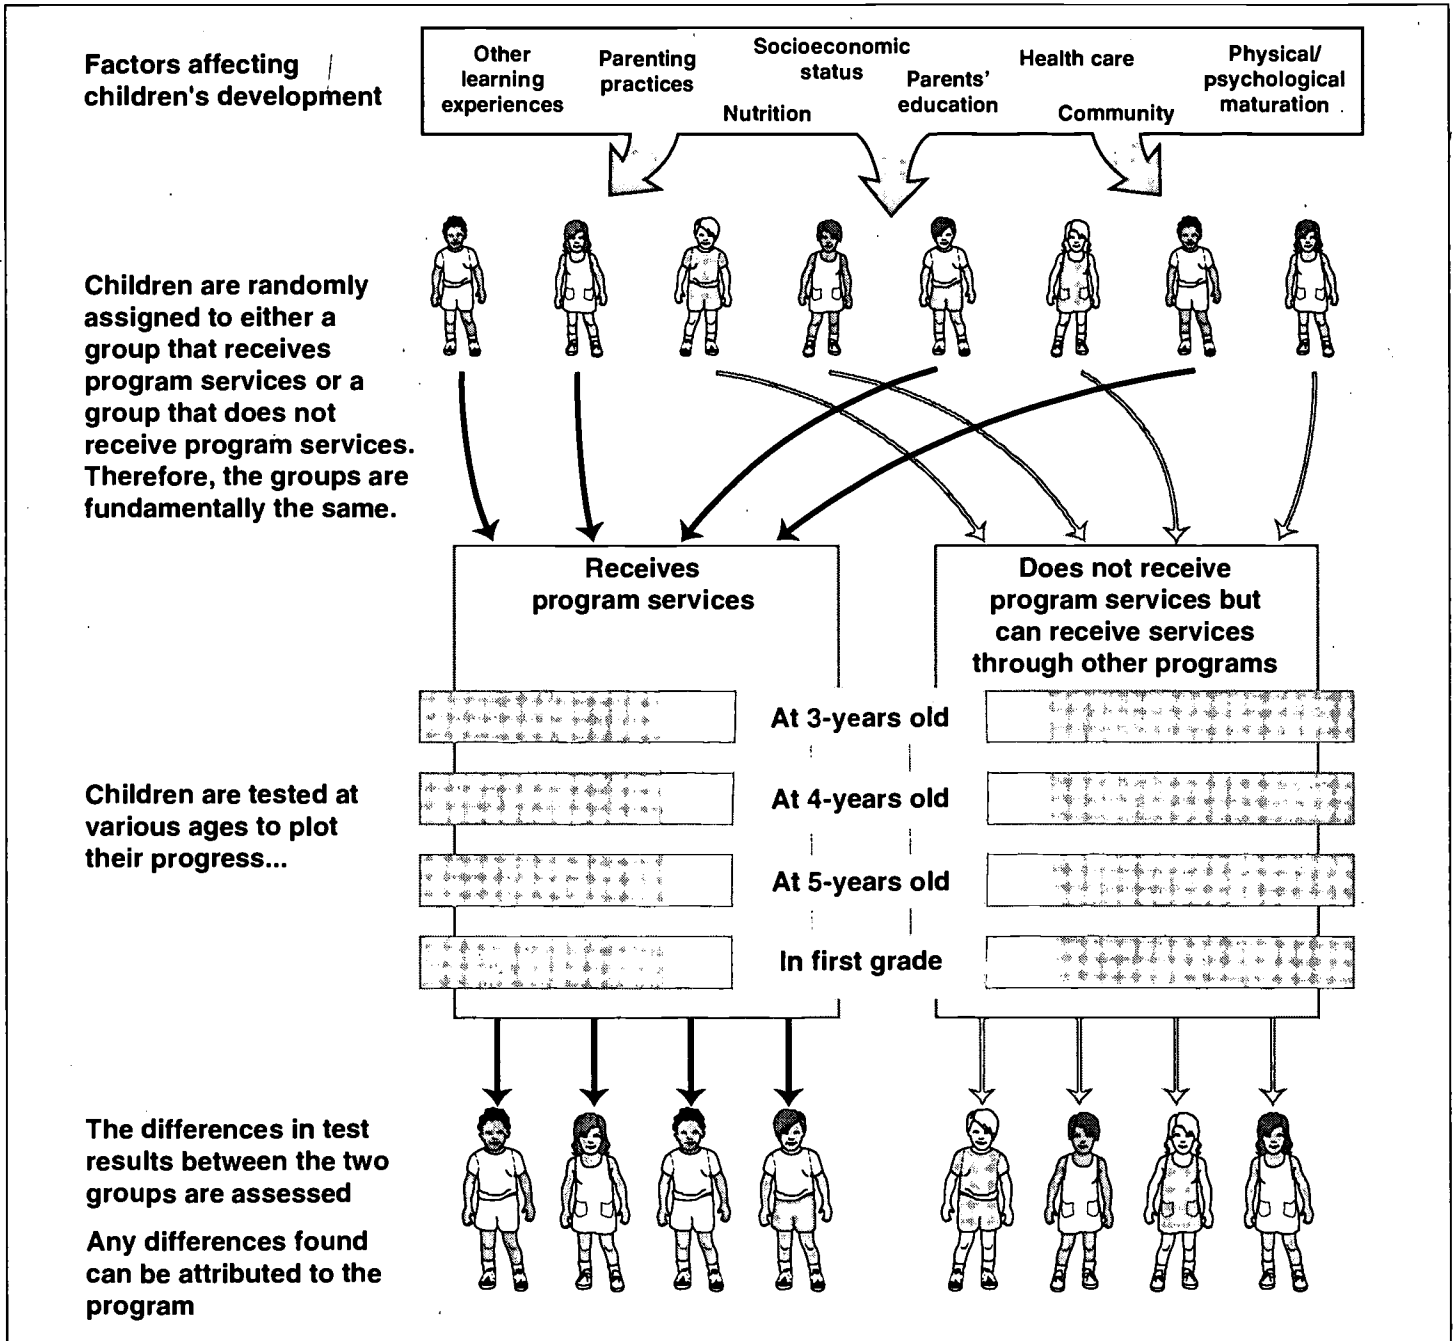 Factors affecting
children's development
Other
learning
experiences
Parenting
practices
Nutrition
Socioeconomic
status
Parents'
education
Health care
Community
Physical/
psychological
maturation
Children are randomly
assigned to either a
group that receives
program services or a
group that does not
receive program services.
Therefore, the groups are
fundamentally the same.
Receives
program services
Does not receive
program services but
can receive services
through other programs
Children are tested at
various ages to plot
their progress...
At 3-years old
At 4-years old
At 5-years old
In first grade
The differences in test
results between the two
groups are assessed
Any differences found
can be attributed to the
program